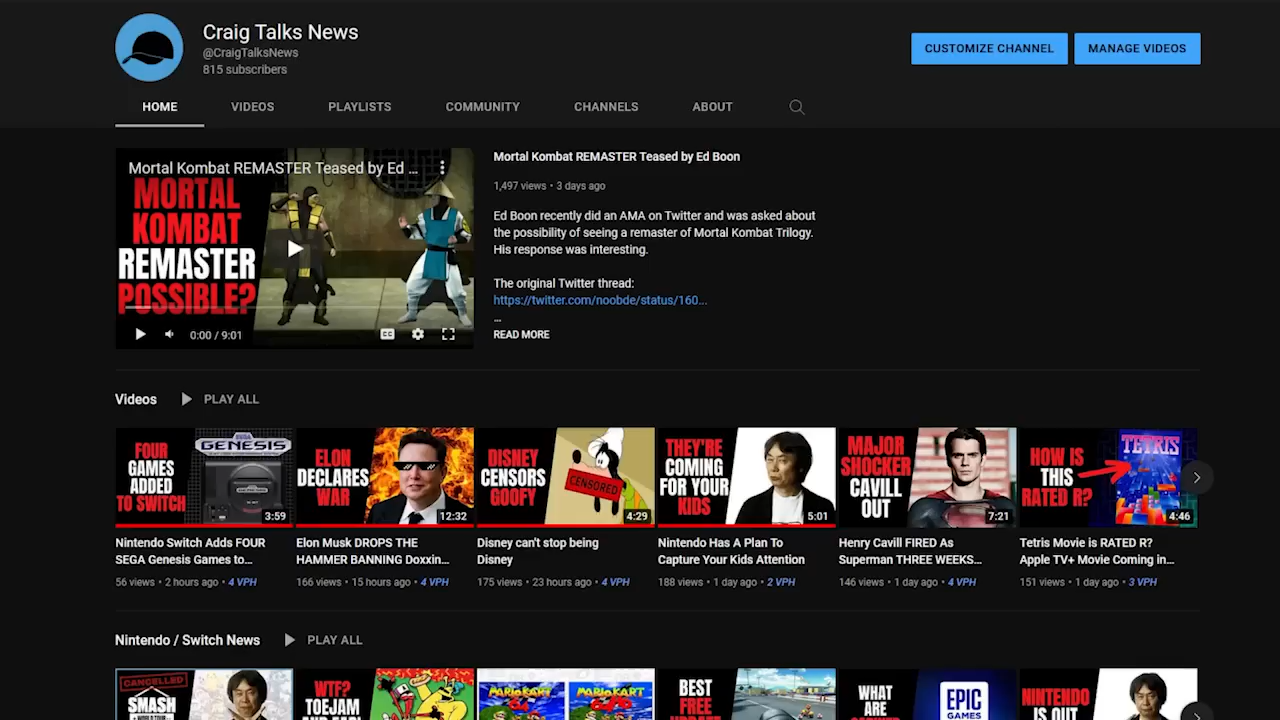 Craig Talks News
@CraigTalksNews
815 subscribers
CUSTOMIZE CHANNEL
MANAGE VIDEOS
HOME
VIDEOS
PLAYLISTS
COMMUNITY
CHANNELS
ABOUT
Mortal Kombat REMASTER Teased by Ed ...
MORTAL
KOMBAT
REMASTER
POSSIBLE?
0:00 / 9:01
CC
Mortal Kombat REMASTER Teased by Ed Boon
1,497 views • 3 days ago
Ed Boon recently did an AMA on Twitter and was asked about
the possibility of seeing a remaster of Mortal Kombat Trilogy.
His response was interesting.
The original Twitter thread:
https://twitter.com/noobde/status/160...
...
READ MORE
Videos
PLAY ALL
FOUR
GAMES
ADDED
TO SWITCH
GENESIS
3:59
ELON
DECLARES
WAR
12:32
DISNEY
CENSORS
GOOFY
CENSORED
4:29
THEY'RE
COMING
FOR YOUR
KIDS
5:01
MAJOR
SHOCKER
CAVILL
OUT
7:21
HOW IS
THIS
RATED R?
TETRIS
4:46
Nintendo Switch Adds FOUR
SEGA Genesis Games to...
56 views • 2 hours ago • 4 VPH
Elon Musk DROPS THE
HAMMER BANNING Doxxin...
166 views • 15 hours ago • 4 VPH
Disney can't stop being
Disney
175 views • 23 hours ago • 4 VPH
Nintendo Has A Plan To
Capture Your Kids Attention
188 views • 1 day ago • 2 VPH
Henry Cavill FIRED As
Superman THREE WEEKS...
146 views • 1 day ago • 4 VPH
Tetris Movie is RATED R?
Apple TV+ Movie Coming in...
151 views • 1 day ago • 3 VPH
Nintendo / Switch News
PLAY ALL
CANCELLED
SMASH
WORLD TOUR
WTF?
TOEJAM
AND EARL
MARIO KART
64
MARIO KART
BEST
FREE
UPDATE
WHAT
ARE
EPIC
GAMES
NINTENDO
IS OUT